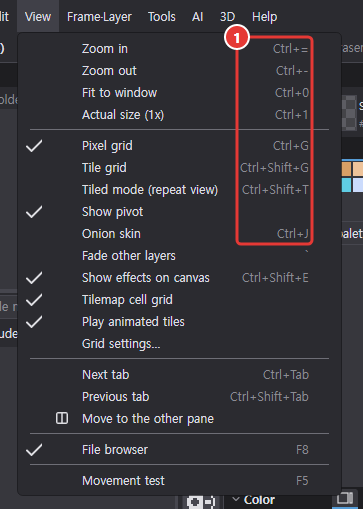 dit View Frame·Layer Tools AI 3D Help
1
Zoom in Ctrl+=
Zoom out Ctrl+-
Fit to window Ctrl+0
Actual size (1x) Ctrl+1
Pixel grid Ctrl+G
Tile grid Ctrl+Shift+G
Tiled mode (repeat view) Ctrl+Shift+T
Show pivot
Onion skin Ctrl+J
Fade other layers `
Show effects on canvas Ctrl+Shift+E
Tilemap cell grid
Play animated tiles
Grid settings...
Next tab Ctrl+Tab
Previous tab Ctrl+Shift+Tab
Move to the other pane
File browser F8
Movement test F5
Color